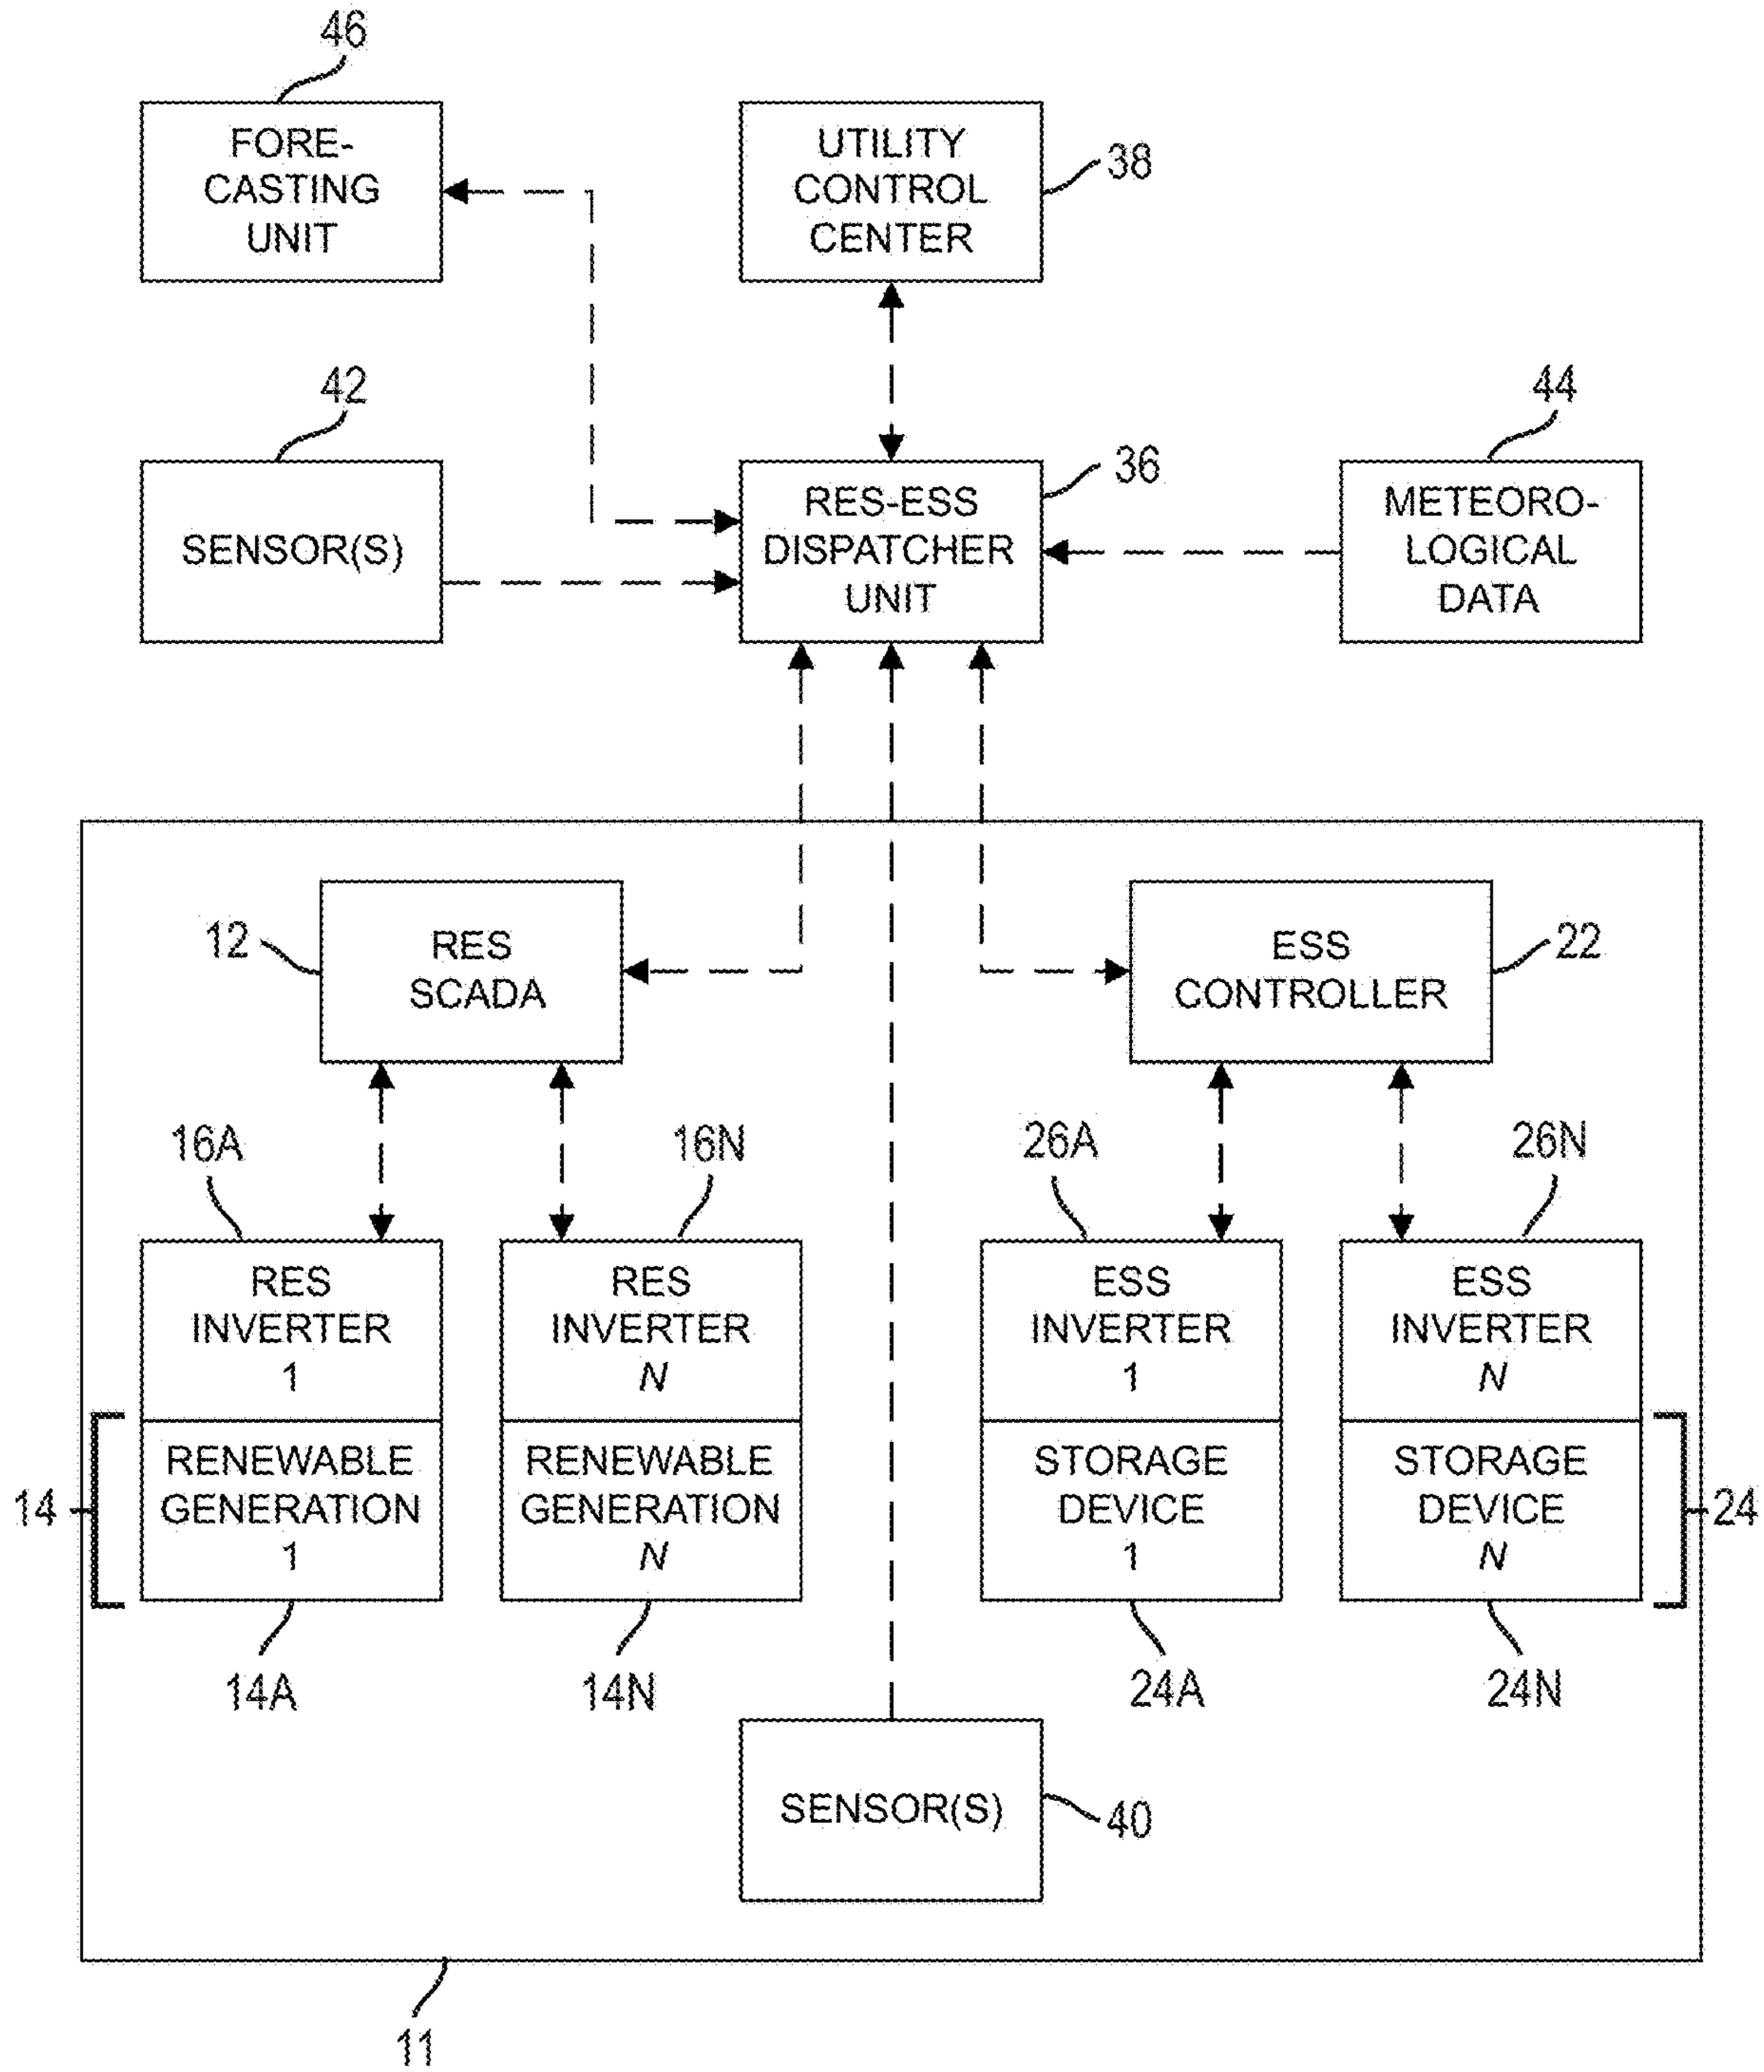 46
FORE-
CASTING
UNIT
UTILITY
CONTROL
CENTER
38
42
SENSOR(S)
36
RES-ESS
DISPATCHER
UNIT
44
METEORO-
LOGICAL
DATA
12
RES
SCADA
ESS
CONTROLLER
22
16A
16N
26A
26N
RES
INVERTER
1
RES
INVERTER
N
ESS
INVERTER
1
ESS
INVERTER
N
14
RENEWABLE
GENERATION
1
RENEWABLE
GENERATION
N
STORAGE
DEVICE
1
STORAGE
DEVICE
N
24
14A
14N
24A
24N
SENSOR(S)
40
11